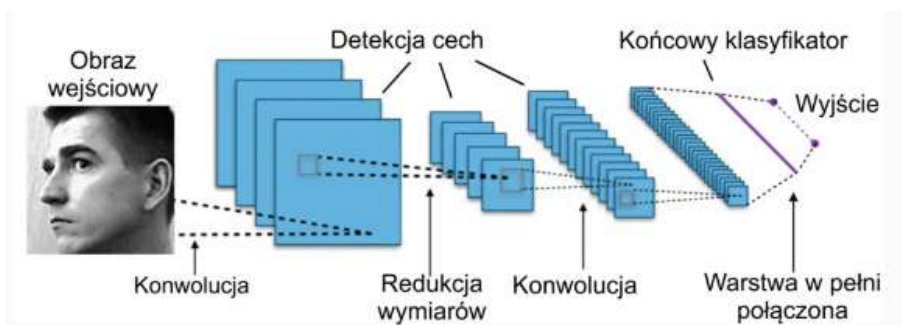 Obraz
wejściowy
Detekcja cech
Końcowy klasyfikator
Wyjście
Konwolucja
Redukcja
wymiarów
Konwolucja
Warstwa w pełni
połączona